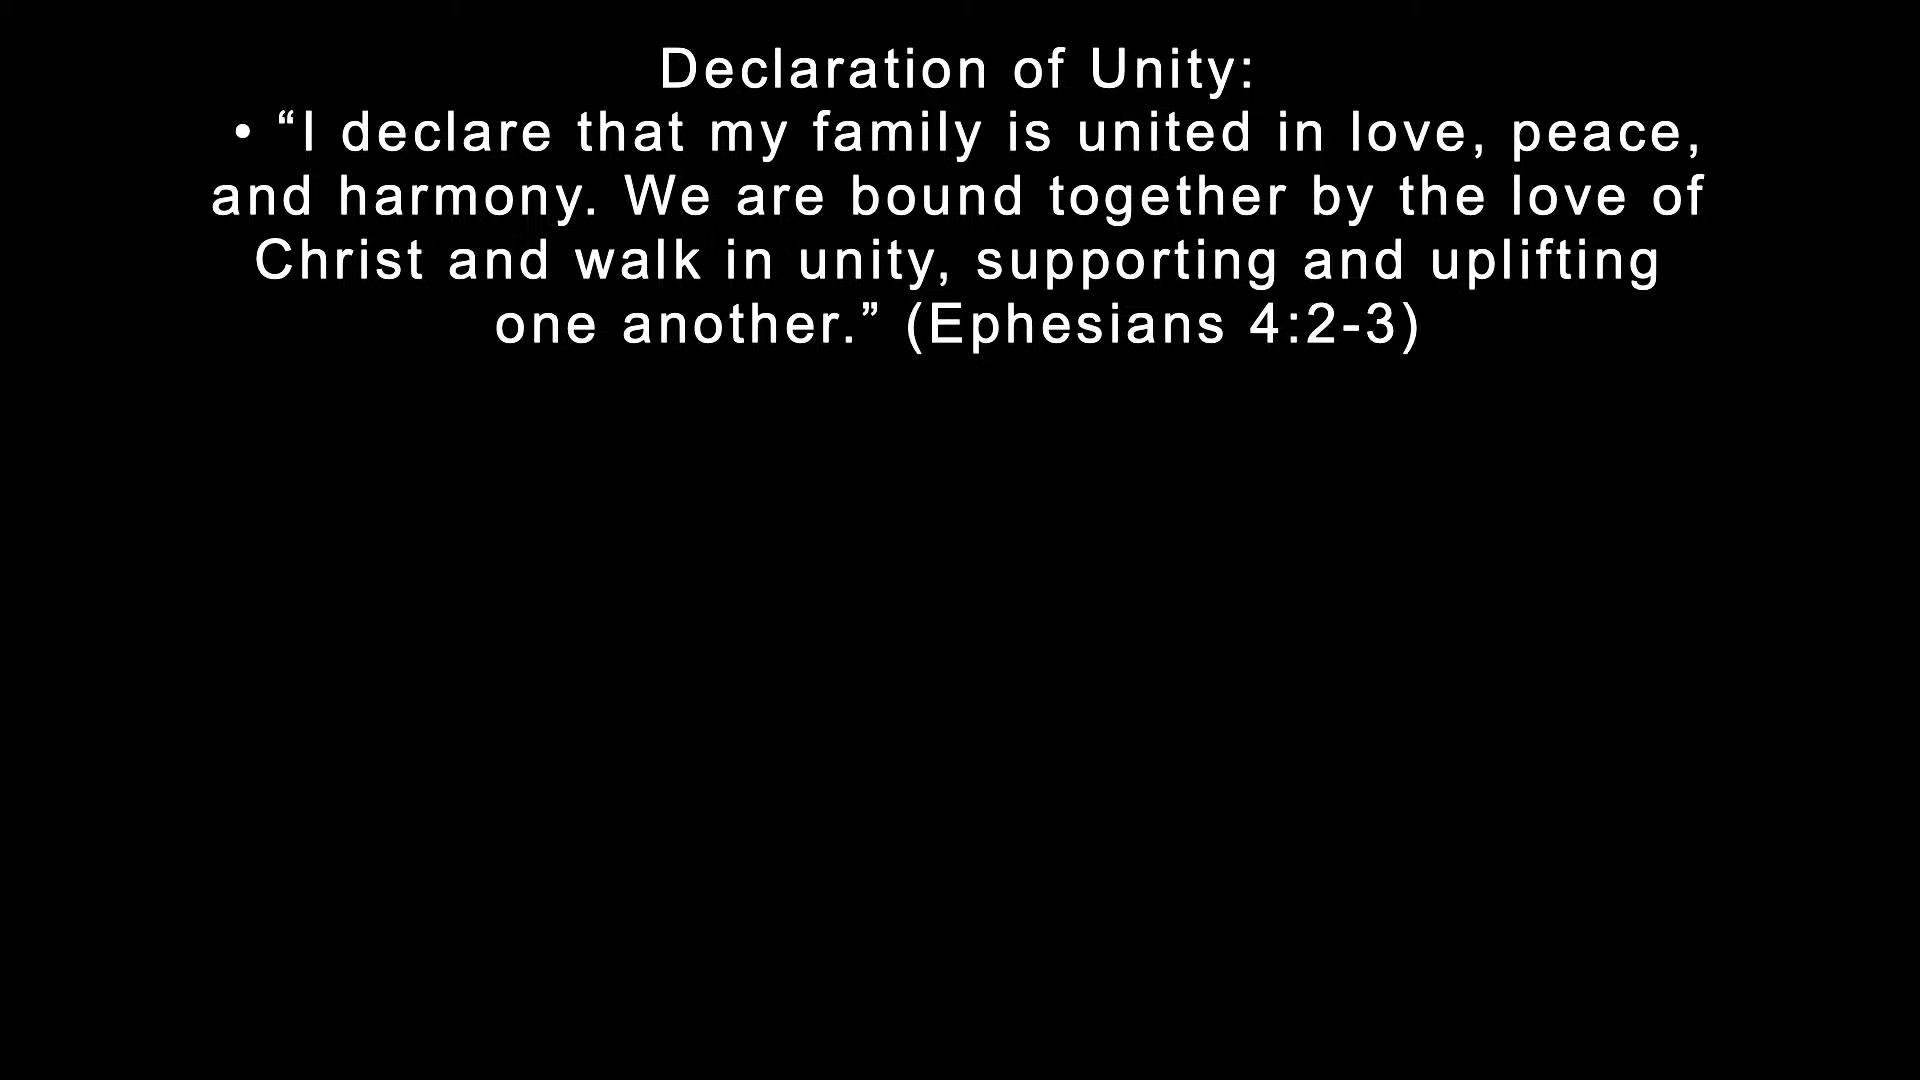 Declaration of Unity:
• “I declare that my family is united in love, peace,
and harmony. We are bound together by the love of
Christ and walk in unity, supporting and uplifting
one another.” (Ephesians 4:2-3)